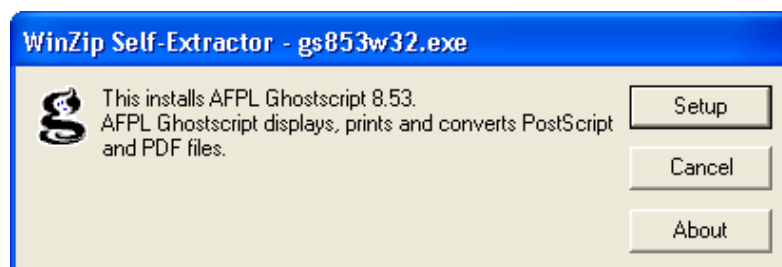 WinZip Self-Extractor - gs853w32.exe
This installs AFPL Ghostscript 8.53.
AFPL Ghostscript displays, prints and converts PostScript
and PDF files.
Setup
Cancel
About